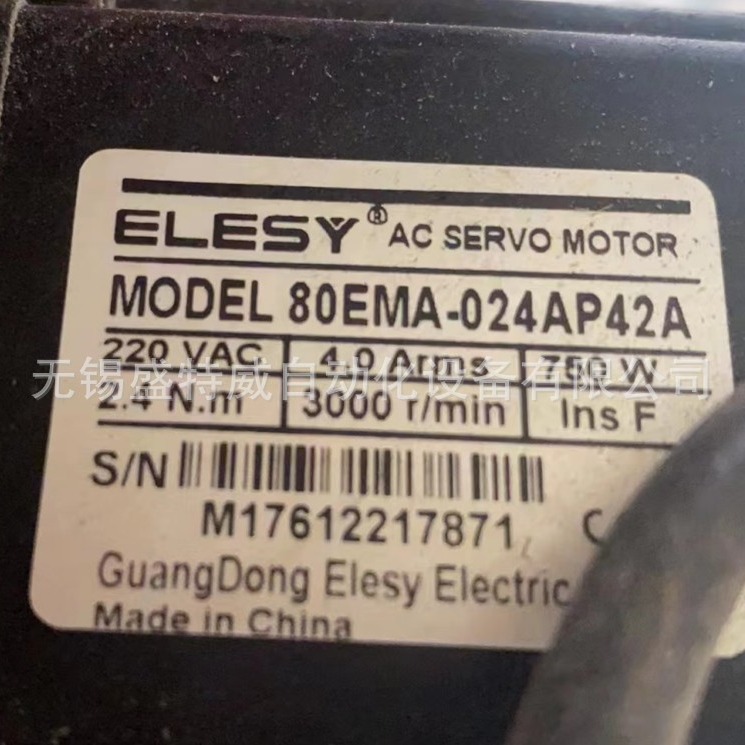 ELESY® AC SERVO MOTOR
MODEL 80EMA-024AP42A
220 VAC 4.0 Arms 750 W
无锡盛特威自动化设备有限公司
2.4 N.m 3000 r/min Ins F
S/N
M17612217871
GuangDong Elesy Electric
Made in China